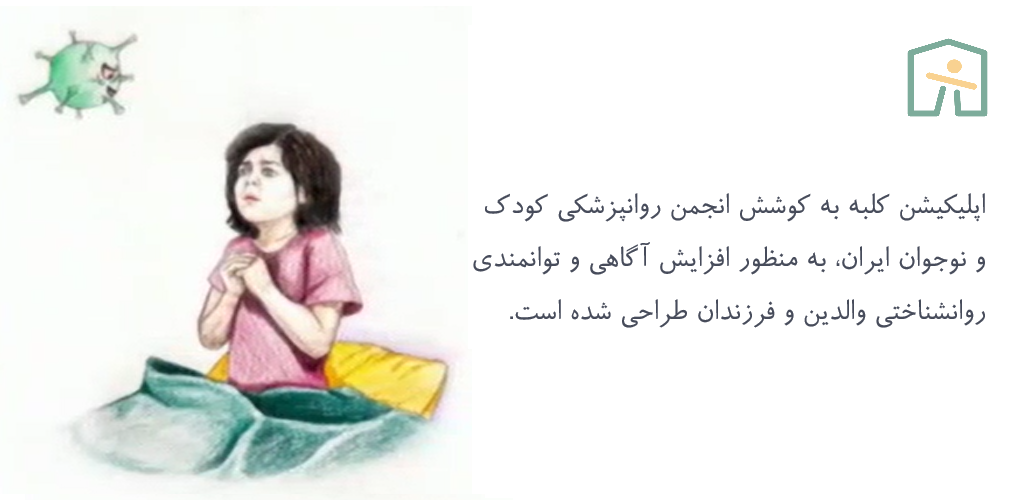 اپلیکیشن کلبه به کوشش انجمن روانپزشکی کودک
و نوجوان ایران، به منظور افزایش آگاهی و توانمندی
روانشناختی والدین و فرزندان طراحی شده است.